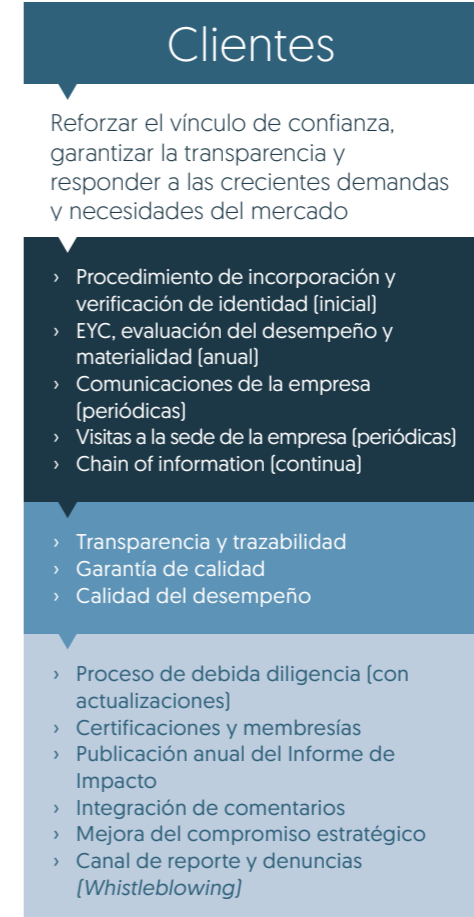 Clientes
Reforzar el vínculo de confianza,
garantizar la transparencia y
responder a las crecientes demandas
y necesidades del mercado
› Procedimiento de incorporación y
verificación de identidad (inicial)
› EYC, evaluación del desempeño y
materialidad (anual)
› Comunicaciones de la empresa
(periódicas)
› Visitas a la sede de la empresa (periódicas)
› Chain of information (continua)
› Transparencia y trazabilidad
› Garantía de calidad
› Calidad del desempeño
› Proceso de debida diligencia (con
actualizaciones)
› Certificaciones y membresías
› Publicación anual del Informe de
Impacto
› Integración de comentarios
› Mejora del compromiso estratégico
› Canal de reporte y denuncias
(Whistleblowing)